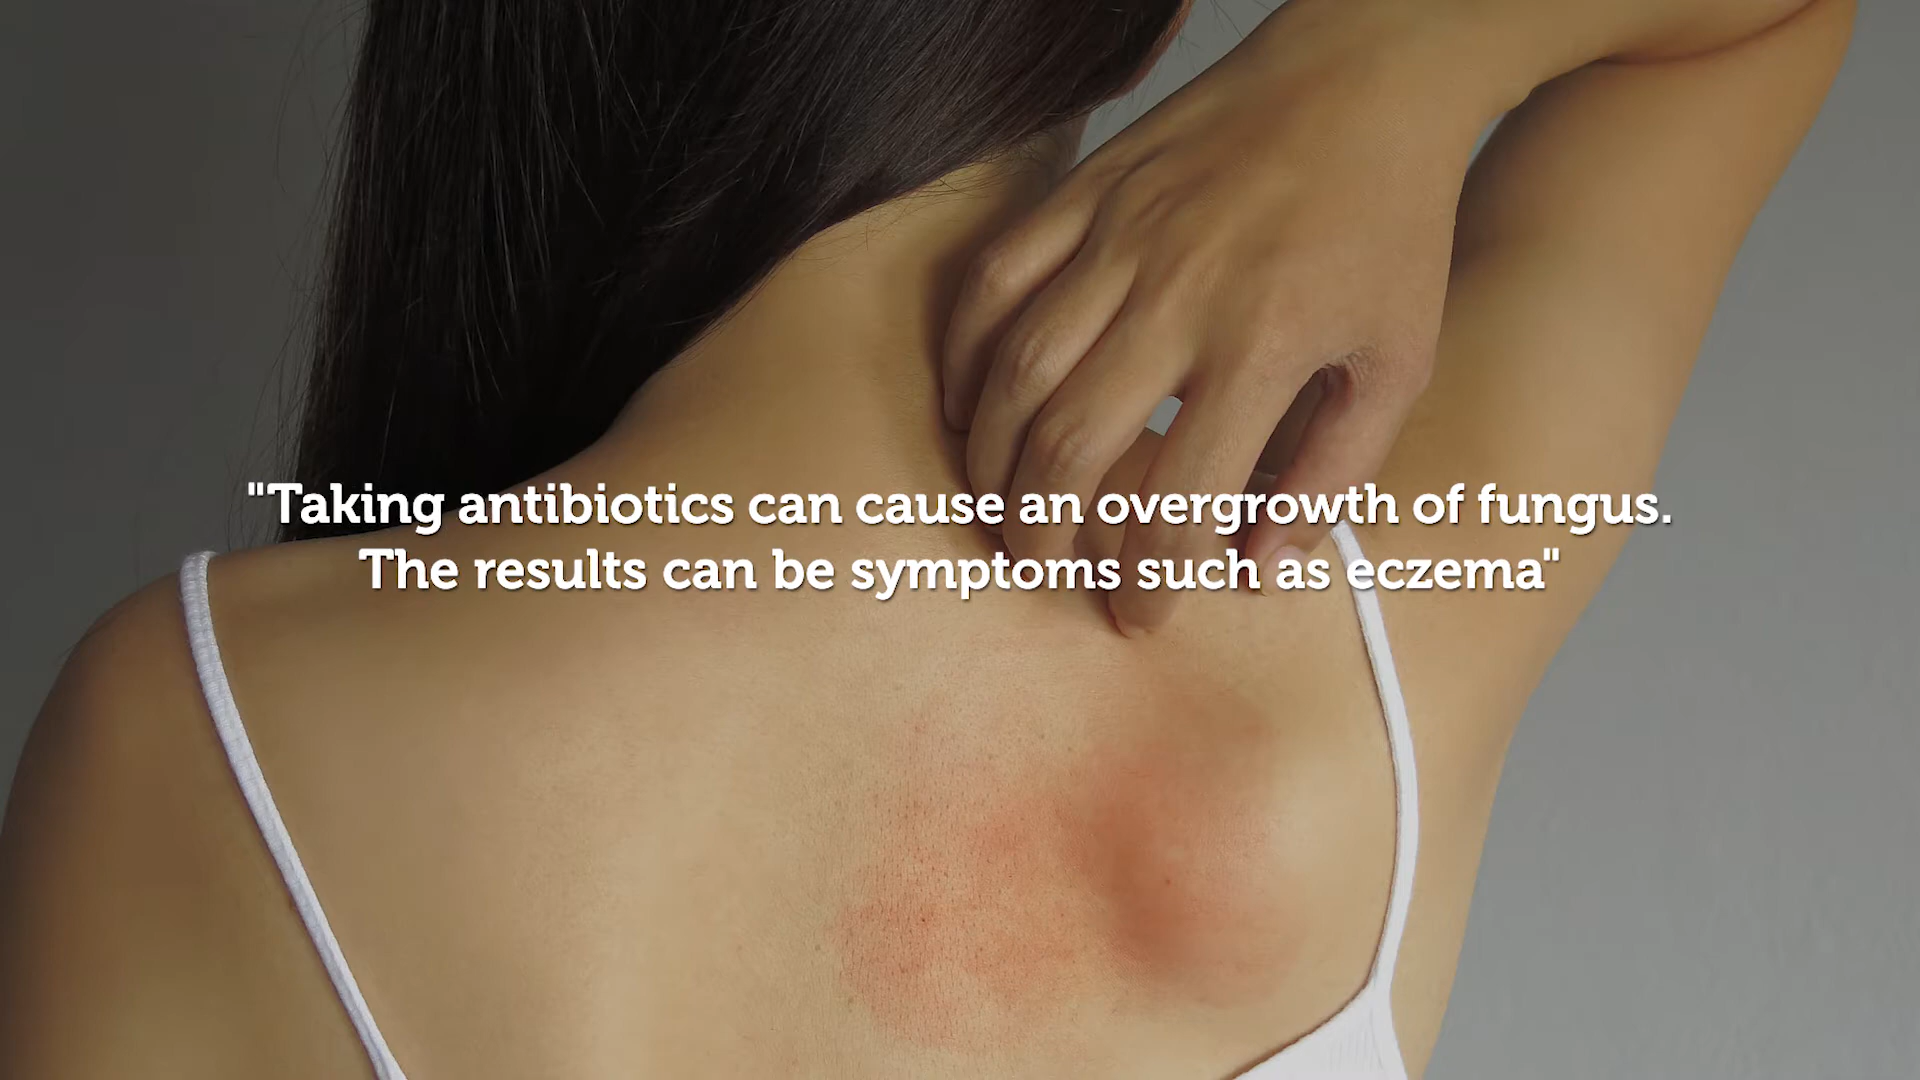 "Taking antibiotics can cause an overgrowth of fungus.
The results can be symptoms such as eczema"